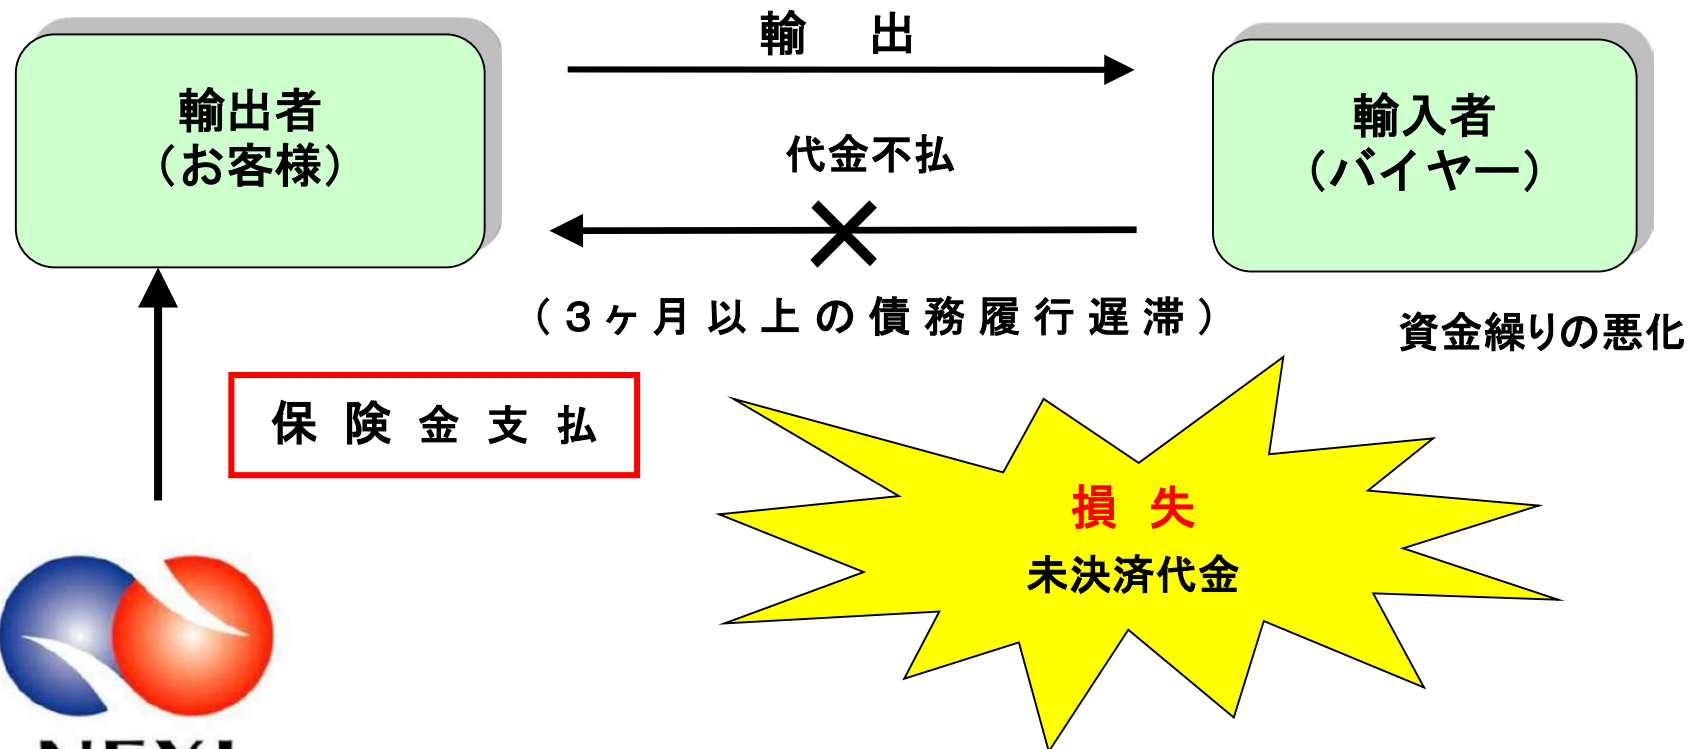 輸 出
輸出者
（お客様）
輸入者
（バイヤー）
代金不払
（３ヶ月以上の債務履行遅滞）
資金繰りの悪化
保険金支払
損 失
未決済代金
NEXI